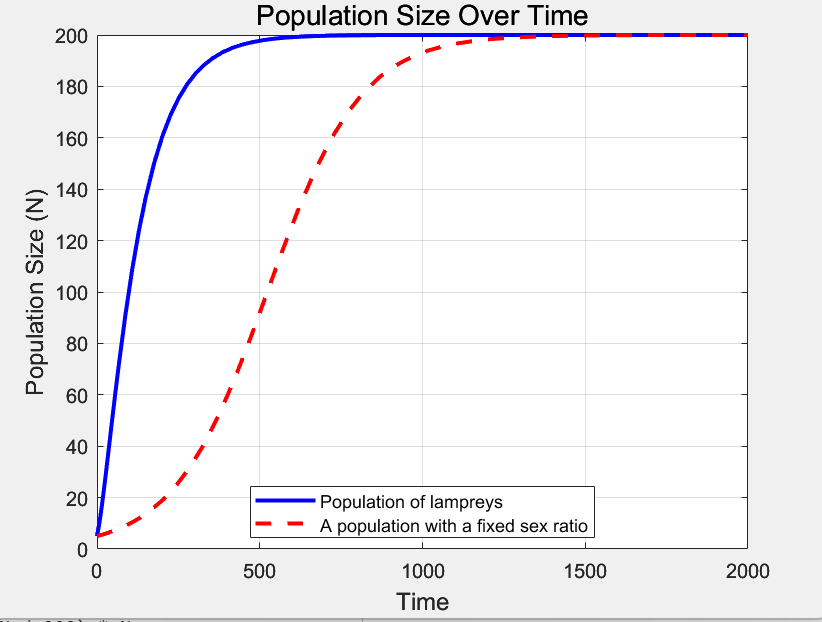 Population Size Over Time
200
180
160
140
120
100
80
60
40
20
0
Population Size (N)
Population of lampreys
A population with a fixed sex ratio
0 500 1000 1500 2000
Time